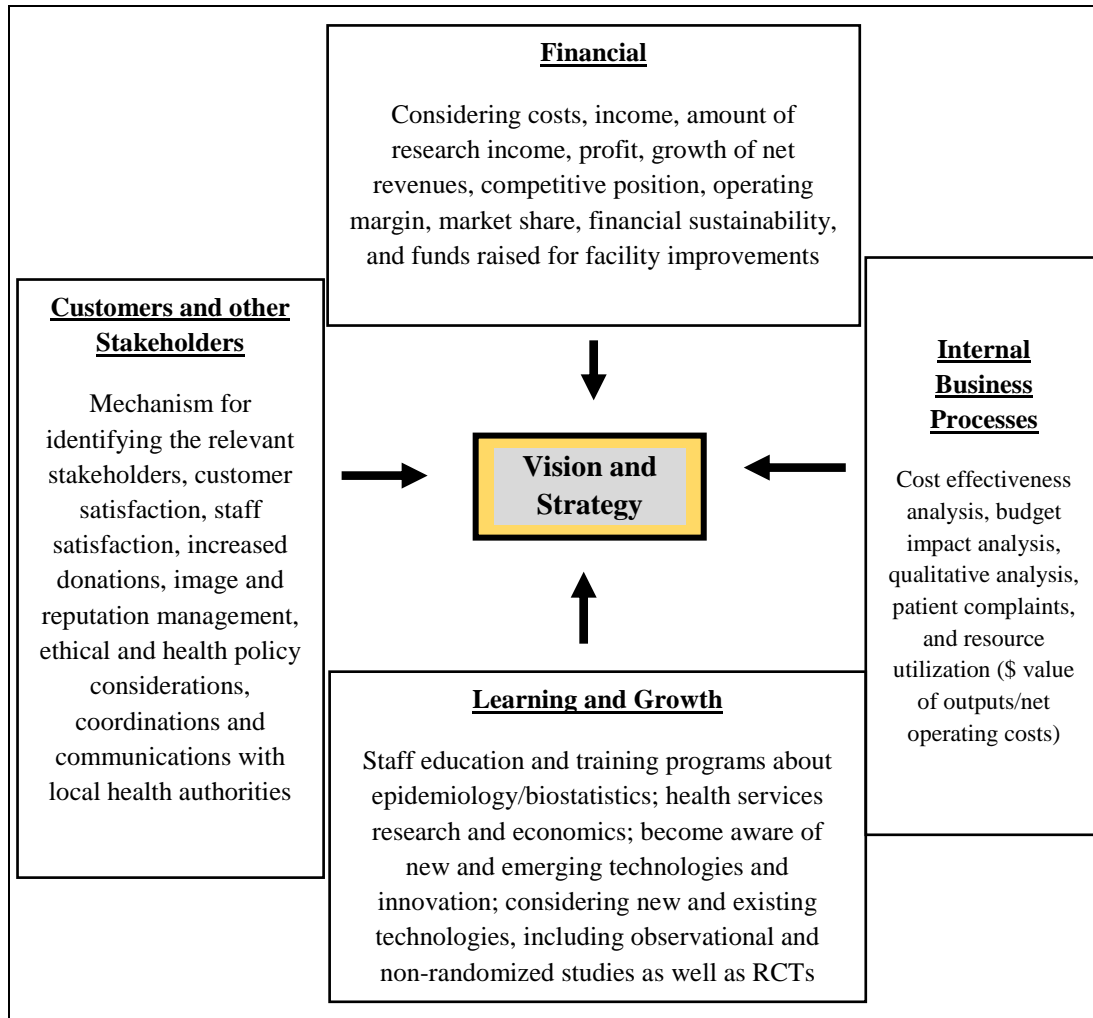 Financial
Considering costs, income, amount of
research income, profit, growth of net
revenues, competitive position, operating
margin, market share, financial sustainability,
and funds raised for facility improvements
Customers and other
Stakeholders
Mechanism for
identifying the relevant
stakeholders, customer
satisfaction, staff
satisfaction, increased
donations, image and
reputation management,
ethical and health policy
considerations,
coordinations and
communications with
local health authorities
Vision and
Strategy
Internal
Business
Processes
Cost effectiveness
analysis, budget
impact analysis,
qualitative analysis,
patient complaints,
and resource
utilization ($ value
of outputs/net
operating costs)
Learning and Growth
Staff education and training programs about
epidemiology/biostatistics; health services
research and economics; become aware of
new and emerging technologies and
innovation; considering new and existing
technologies, including observational and
non-randomized studies as well as RCTs